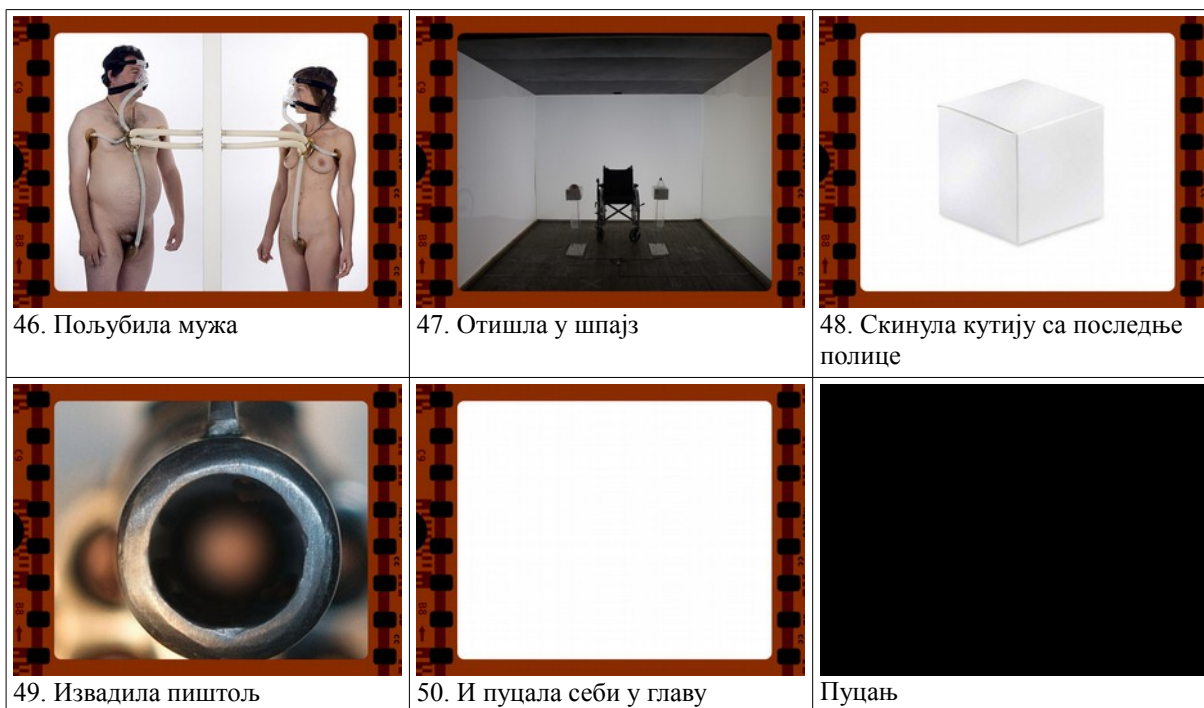 46. Пољубила мужа
47. Отишла у шпајз
48. Скинула кутију са последње
полице
49. Извадила пиштољ
50. И пуцала себи у главу
Пуцањ